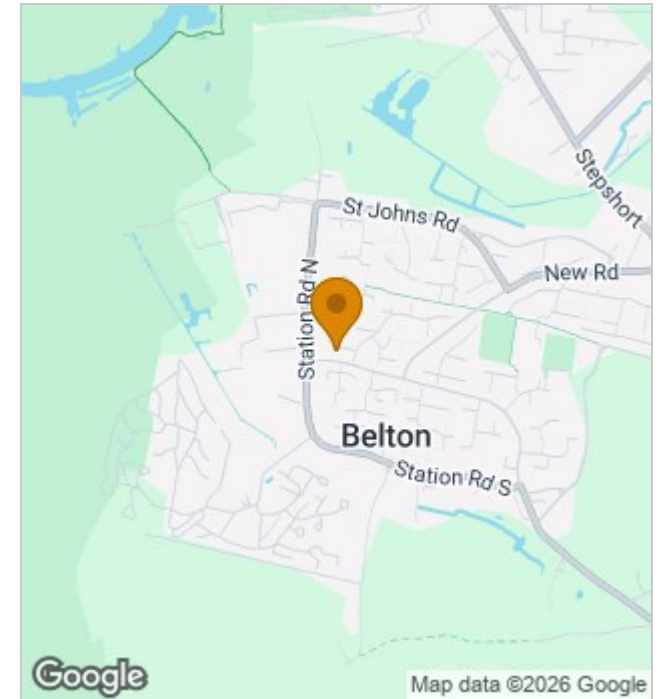 Stepshort
St Johns Rd
New Rd
Station Rd N
Belton
Station Rd S
Google
Map data ©2026 Google